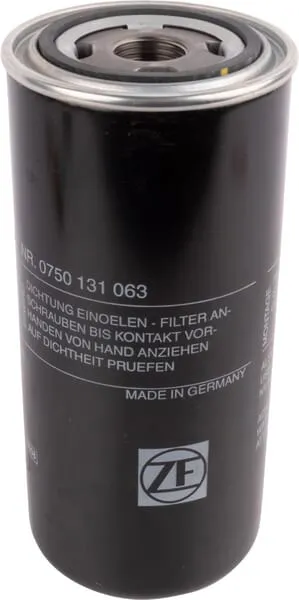 NR. 0750 131 063
DICHTUNG EINOELEN - FILTER AN-
SCHRAUBEN BIS KONTAKT VOR-
HANDEN VON HAND ANZIEHEN
AUF DICHTHEIT PRUEFEN
MADE IN GERMANY
ZF